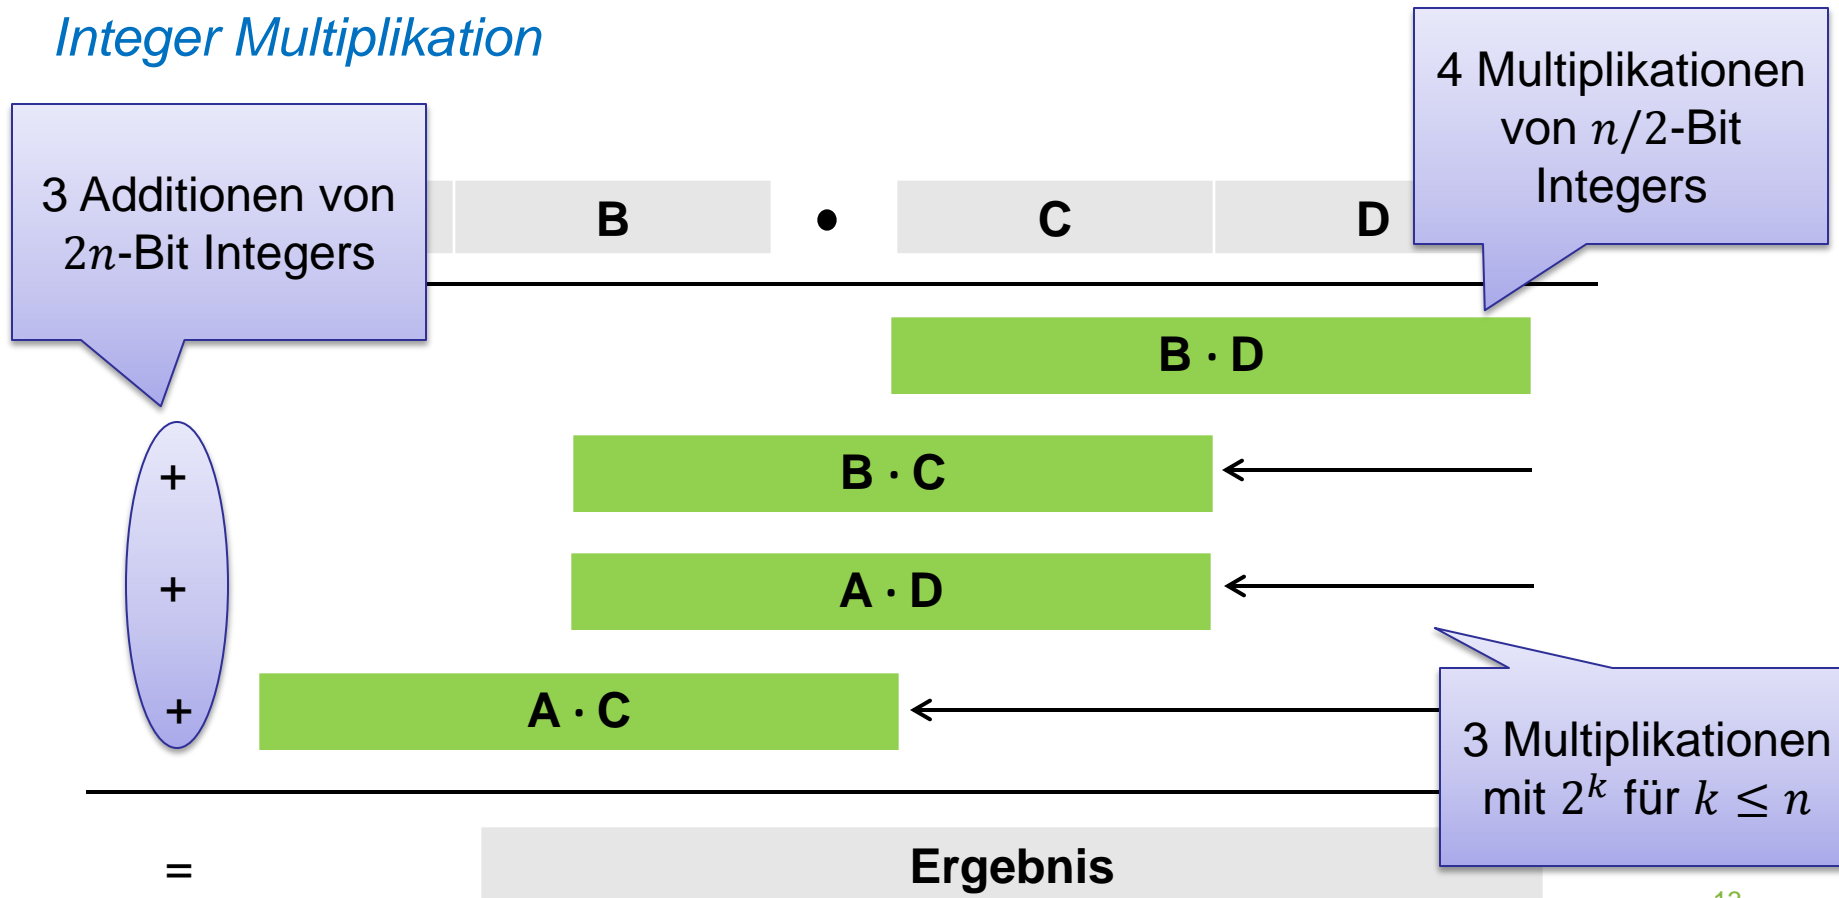 Integer Multiplikation
4 Multiplikationen
von n/2-Bit
Integers
3 Additionen von
2n-Bit Integers
B • C D
B · D
+ B · C
+ A · D
+ A · C
3 Multiplikationen
mit 2^k für k ≤ n
= Ergebnis